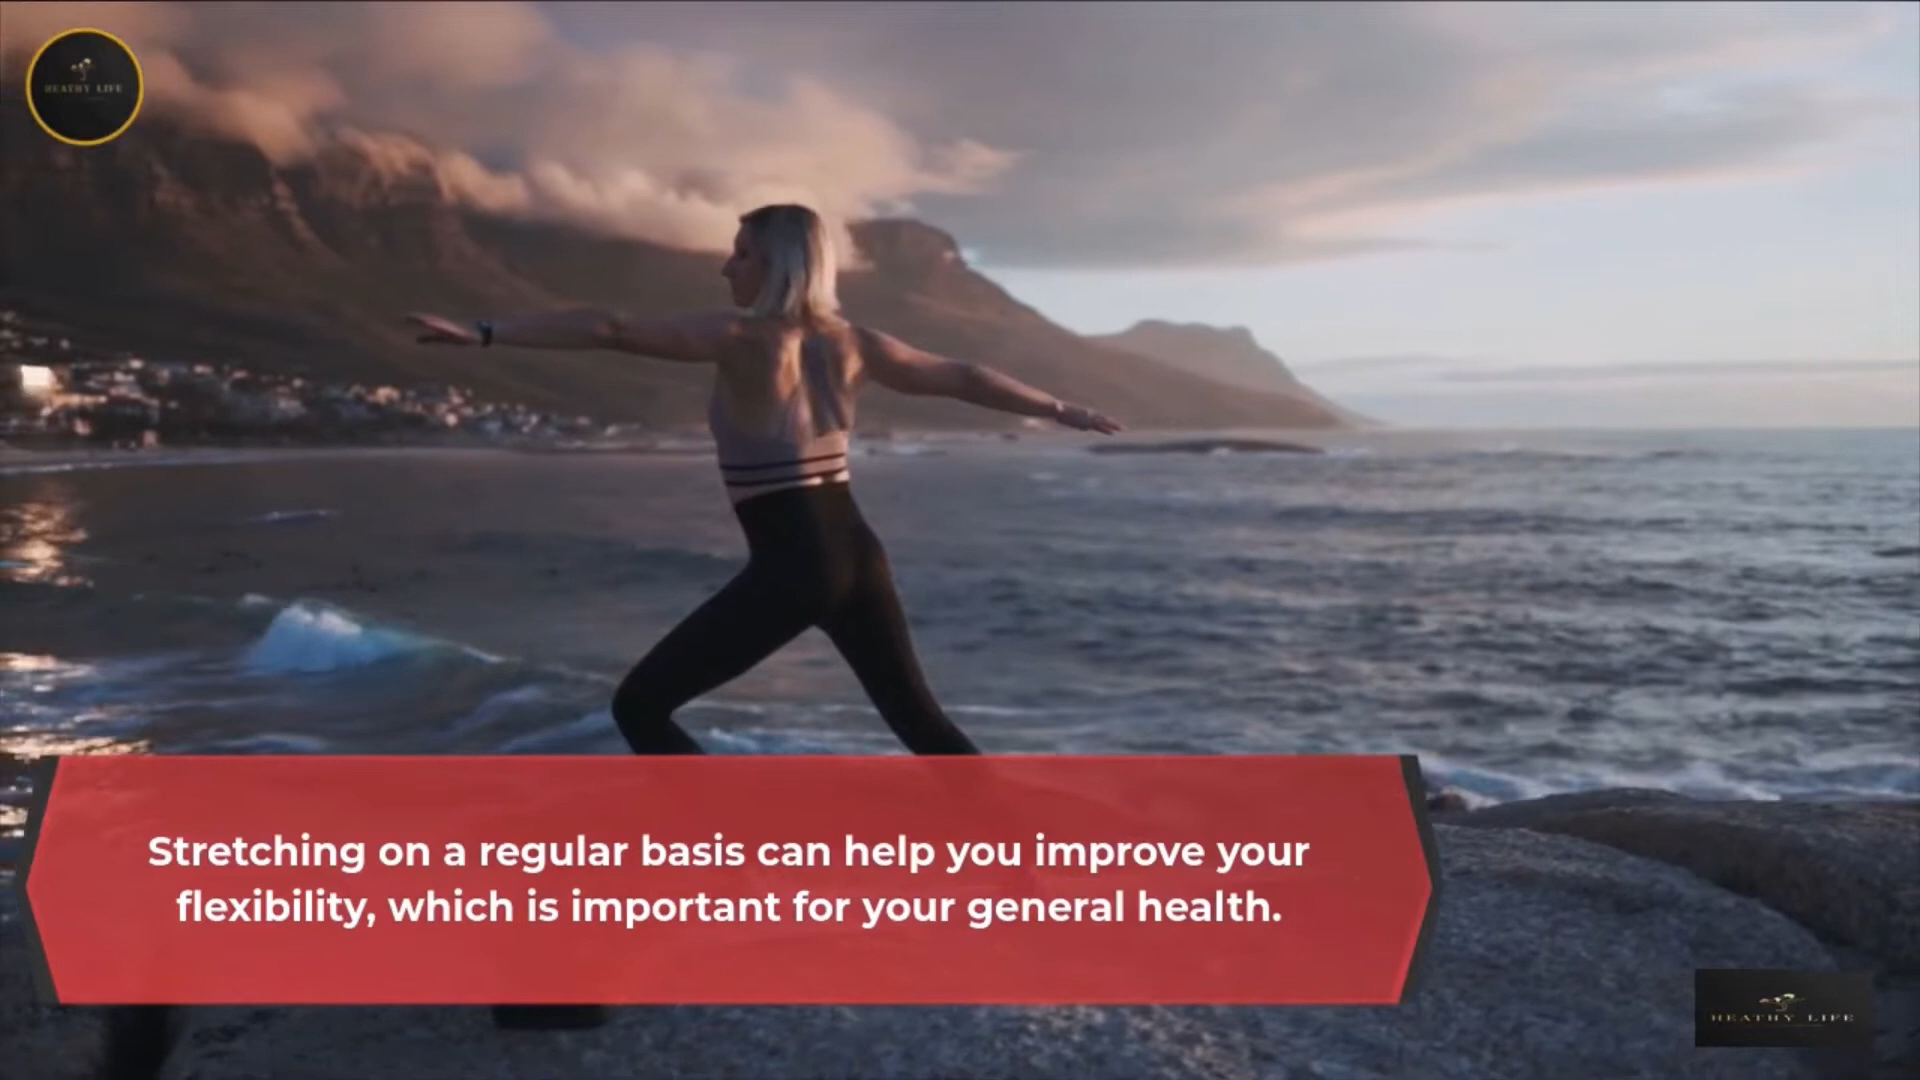 HEATHY LIFE
Stretching on a regular basis can help you improve your
flexibility, which is important for your general health.
HEATHY LIFE